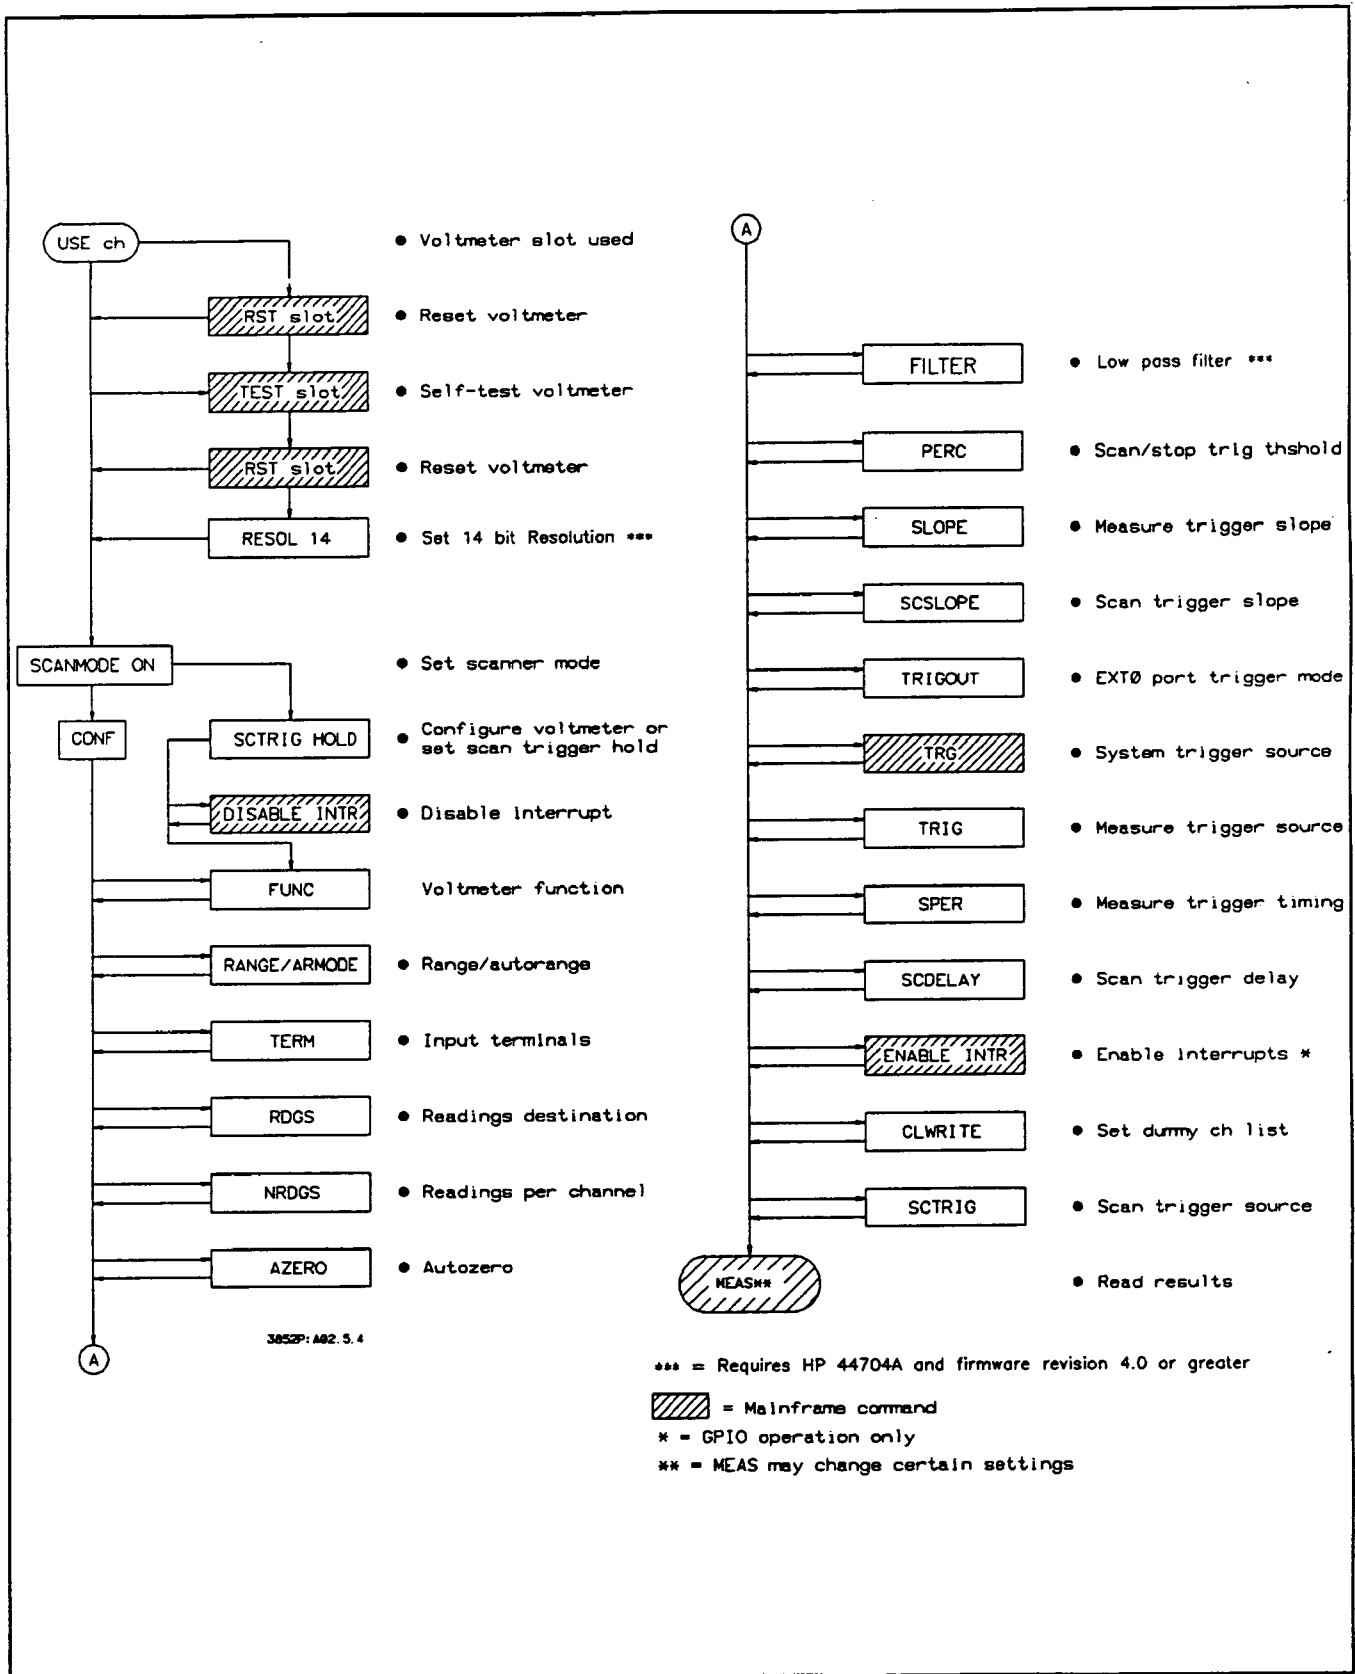 USE ch
● Voltmeter slot used
RST slot
● Reset voltmeter
TEST slot
● Self-test voltmeter
RST slot
● Reset voltmeter
RESOL 14
● Set 14 bit Resolution ***
SCANMODE ON
● Set scanner mode
CONF
SCTRIG HOLD
● Configure voltmeter or
set scan trigger hold
DISABLE INTR
● Disable interrupt
FUNC
Voltmeter function
RANGE/ARMODE
● Range/autorange
TERM
● Input terminals
RDGS
● Readings destination
NRDGS
● Readings per channel
AZERO
● Autozero
3852P:A02.5.4
A
A
FILTER
● Low pass filter ***
PERC
● Scan/stop trig thshold
SLOPE
● Measure trigger slope
SCSLOPE
● Scan trigger slope
TRIGOUT
● EXT0 port trigger mode
TRG
● System trigger source
TRIG
● Measure trigger source
SPER
● Measure trigger timing
SCDELAY
● Scan trigger delay
ENABLE INTR
● Enable interrupts *
CLWRITE
● Set dummy ch list
SCTRIG
● Scan trigger source
MEAS**
● Read results
*** = Requires HP 44704A and firmware revision 4.0 or greater
= Mainframe command
* = GPIO operation only
** = MEAS may change certain settings